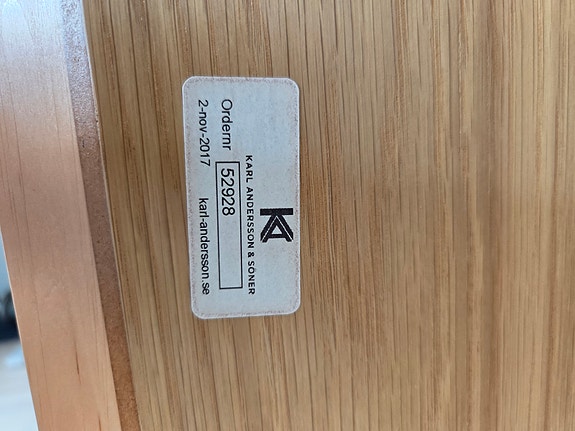 KA
KARL ANDERSSON & SÖNER
Ordernr 52928
2-nov-2017 karl-andersson.se